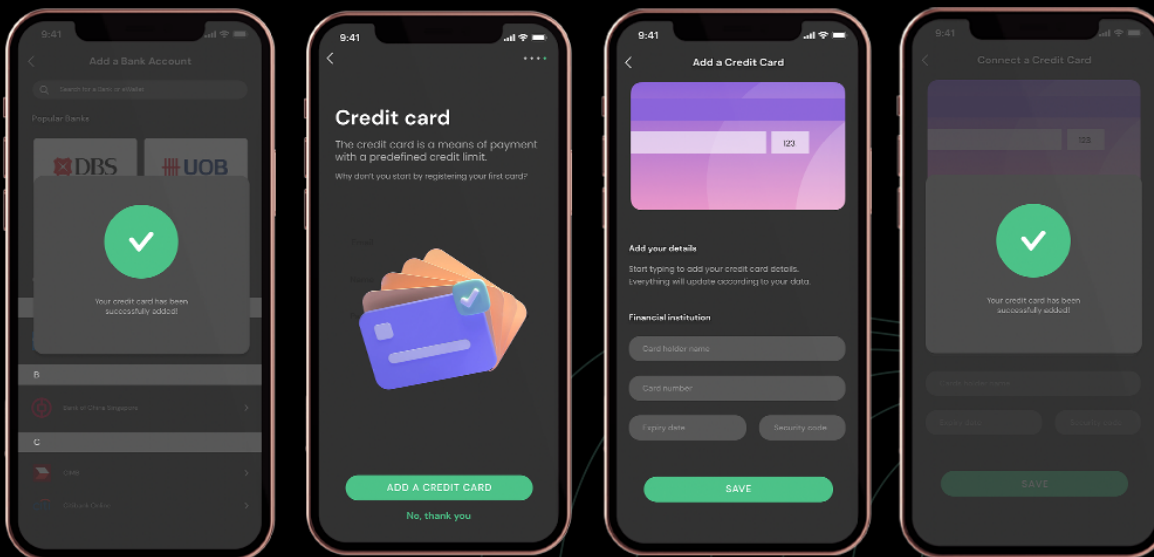 9:41
Add a Bank Account
Search for a Bank or eWallet
Popular Banks
DBS
UOB
Your credit card has been
successfully added!
B
Bank of China Singapore
C
CIMB
Citibank Online
9:41
Credit card
The credit card is a means of payment
with a predefined credit limit.
Why don't you start by registering your first card?
Email
ADD A CREDIT CARD
No, thank you
9:41
Add a Credit Card
123
Add your details
Start typing to add your credit card details.
Everything will update according to your data.
Financial institution
Card holder name
Card number
Expiry date
Security code
SAVE
9:41
Connect a Credit Card
123
Your credit card has been
successfully added!
Card holder name
Expiry date
Security code
SAVE